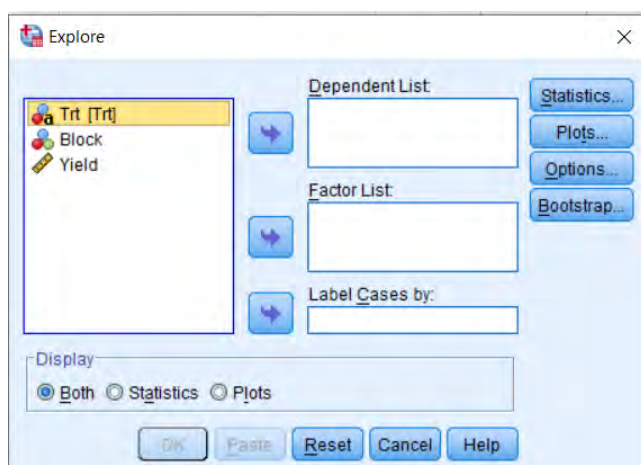 Explore
Dependent List:
Statistics...
Trt [Trt]
Block
Plots...
Yield
Options...
Factor List:
Bootstrap...
Label Cases by:
Display
Both Statistics Plots
OK Paste Reset Cancel Help